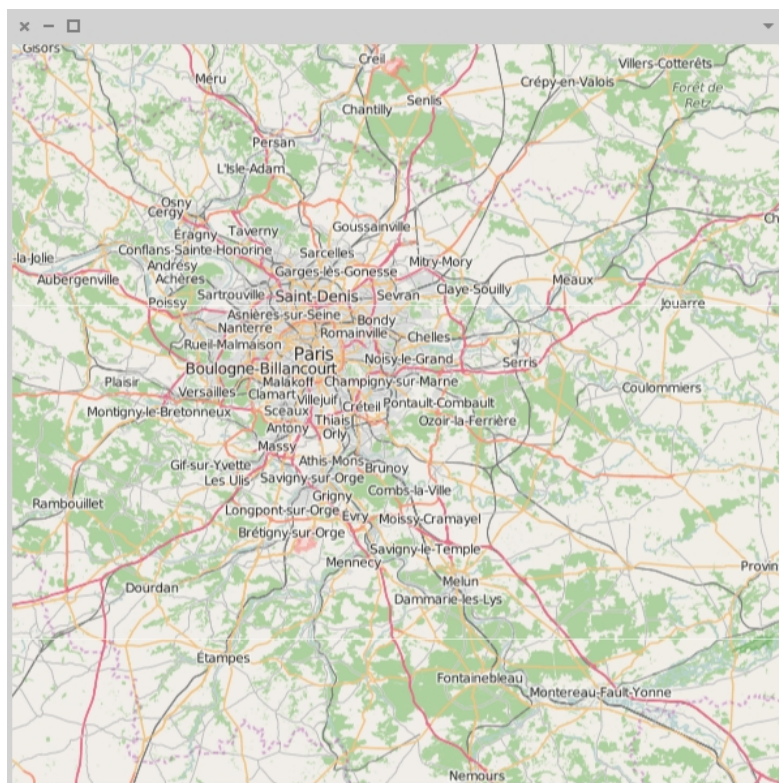 Gisors
Creil
Villers-Cotterêts
Méru
Crépy-en-Valois
Forêt de
Retz
Senlis
Chantilly
Persan
L'Isle-Adam
Osny
Cergy
Goussainville
Éragny
Taverny
Conflans-Sainte-Honorine
Sarcelles
-la-Jolie
Mitry-Mory
Andrésy
Garges-lès-Gonesse
Aubergenville
Achères
Meaux
Claye-Souilly
Sartrouville
Saint-Denis
Sevran
Poissy
Jouarre
Asnières-sur-Seine
Bondy
Nanterre
Romainville
Chelles
Rueil-Malmaison
Paris
Noisy-le-Grand
Serris
Boulogne-Billancourt
Plaisir
Malakoff
Champigny-sur-Marne
Coulommiers
Versailles
Clamart
Villejuif
Créteil
Pontault-Combault
Montigny-le-Bretonneux
Sceaux
Thiais
Ozoir-la-Ferrière
Antony
Orly
Massy
Gif-sur-Yvette
Athis-Mons
Brunoy
Les Ulis
Savigny-sur-Orge
Combs-la-Ville
Grigny
Rambouillet
Longpont-sur-Orge
Évry
Moissy-Cramayel
Brétigny-sur-Orge
Savigny-le-Temple
Mennecy
Provin
Melun
Dourdan
Dammarie-les-Lys
Étampes
Fontainebleau
Montereau-Fault-Yonne
Nemours